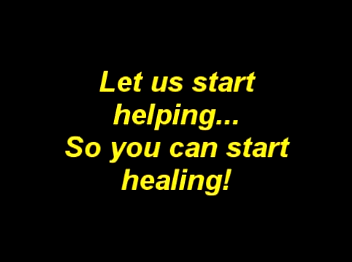 Let us start
helping...
So you can start
healing!